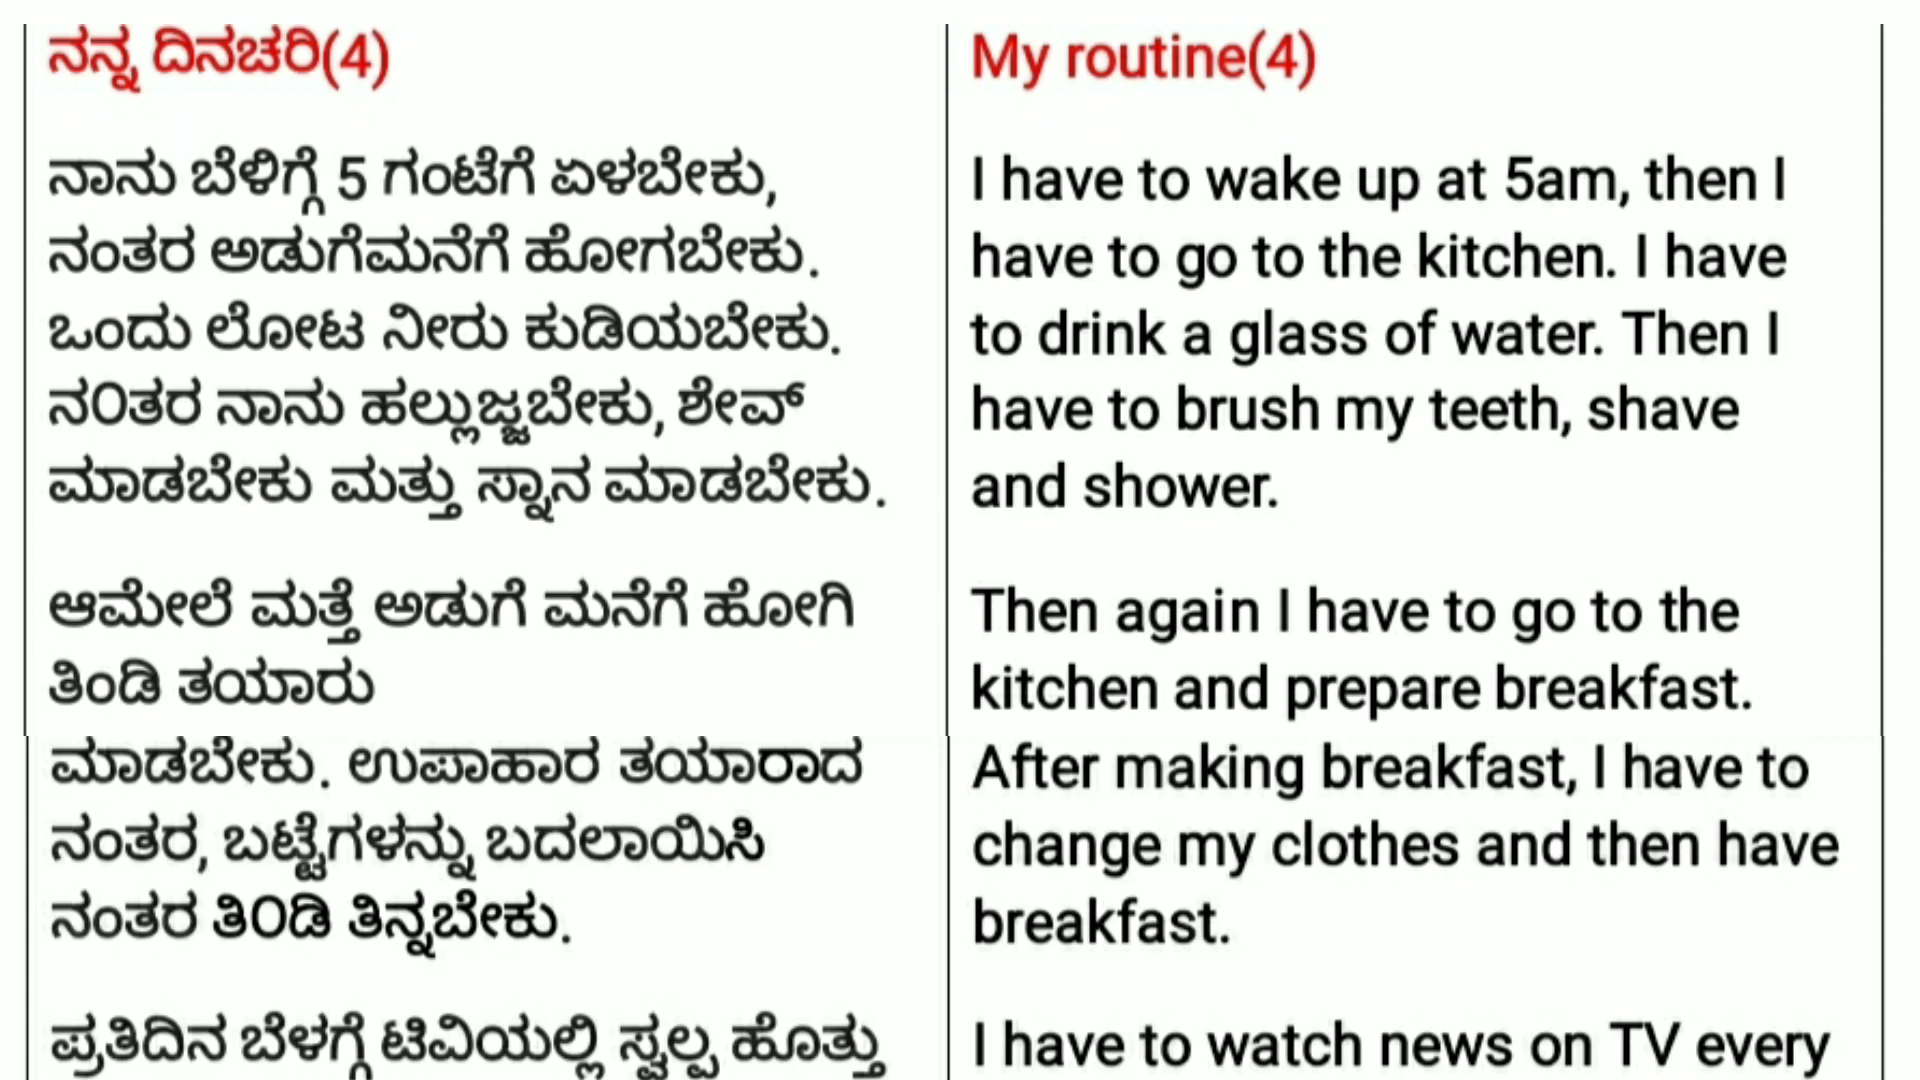 ನನ್ನ ದಿನಚರಿ(4)
ನಾನು ಬೆಳಿಗ್ಗೆ 5 ಗಂಟೆಗೆ ಏಳಬೇಕು,
ನಂತರ ಅಡುಗೆಮನೆಗೆ ಹೋಗಬೇಕು.
ಒಂದು ಲೋಟ ನೀರು ಕುಡಿಯಬೇಕು.
ನ೦ತರ ನಾನು ಹಲ್ಲುಜ್ಜಬೇಕು, ಶೇವ್
ಮಾಡಬೇಕು ಮತ್ತು ಸ್ನಾನ ಮಾಡಬೇಕು.
ಆಮೇಲೆ ಮತ್ತೆ ಅಡುಗೆ ಮನೆಗೆ ಹೋಗಿ
ತಿಂಡಿ ತಯಾರು
ಮಾಡಬೇಕು. ಉಪಾಹಾರ ತಯಾರಾದ
ನಂತರ, ಬಟ್ಟೆಗಳನ್ನು ಬದಲಾಯಿಸಿ
ನಂತರ ತಿ೦ಡಿ ತಿನ್ನಬೇಕು.
ಪ್ರತಿದಿನ ಬೆಳಗ್ಗೆ ಟಿವಿಯಲ್ಲಿ ಸ್ವಲ್ಪ ಹೊತ್ತು
My routine(4)
I have to wake up at 5am, then I
have to go to the kitchen. I have
to drink a glass of water. Then I
have to brush my teeth, shave
and shower.
Then again I have to go to the
kitchen and prepare breakfast.
After making breakfast, I have to
change my clothes and then have
breakfast.
I have to watch news on TV every